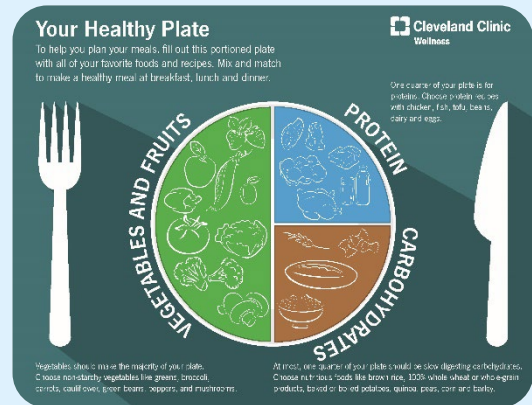 Your Healthy Plate
To help you plan your meals, fill out this portioned plate
with all of your favorite foods and recipes. Mix and match
to make a healthy meal at breakfast, lunch and dinner.
Cleveland Clinic
Wellness
One quarter of your plate is for
proteins. Choose protein recipes
with chicken, fish, tofu, beans,
dairy and eggs.
VEGETABLES AND FRUITS
PROTEIN
CARBOHYDRATES
Vegetables should make the majority of your plate.
Choose non-starchy vegetables like greens, broccoli,
carrots, cauliflower, green beans, peppers, and mushrooms.
At most, one quarter of your plate should be slow digesting carbohydrates.
Choose nutritious foods like brown rice, 100% whole wheat or whole-grain
products, baked or boiled potatoes, quinoa, peas, corn and barley.